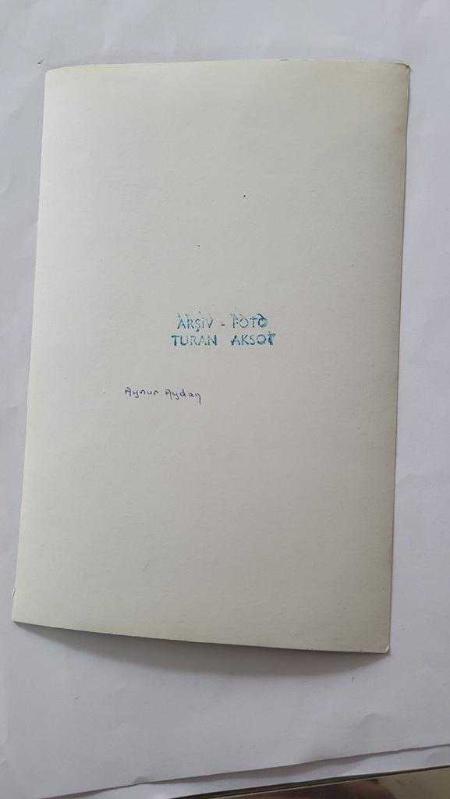 ARŞİV - FOTO
TURAN AKSOY
Aynur Aydan